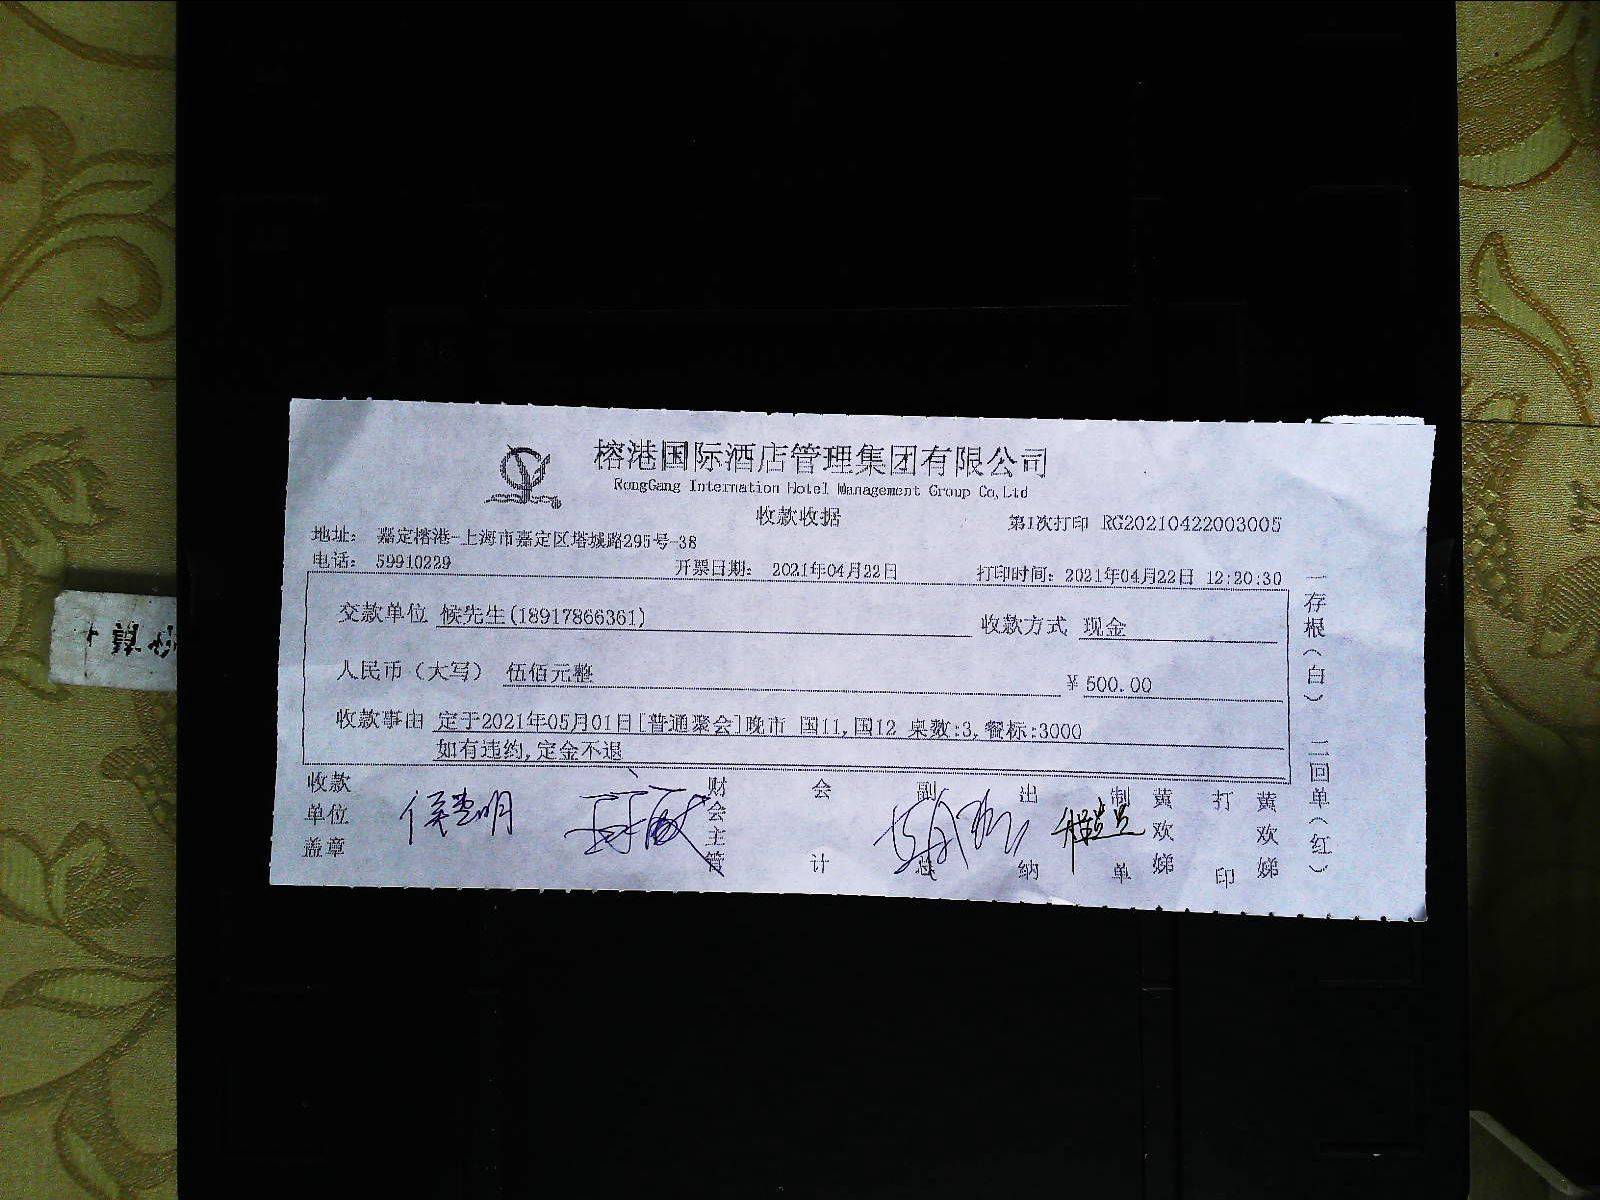 榕港国际酒店管理集团有限公司
RongGang Internation Hotel Management Group Co,Ltd
收款收据
第1次打印 RG20210422003005
地址： 嘉定榕港-上海市嘉定区塔城路295号-38
电话： 59910229
开票日期： 2021年04月22日
打印时间：2021年04月22日 12:20:30
交款单位 候先生(18917866361)
收款方式 现金
人民币（大写） 伍佰元整
￥500.00
收款事由 定于2021年05月01日[普通聚会]晚市 国11,国12 桌数:3,餐标:3000
如有违约,定金不退
收款单位盖章
财会主管
会计
副总
出纳
制单
黄欢娣
打印
黄欢娣
一存根（白） 二回单（红）